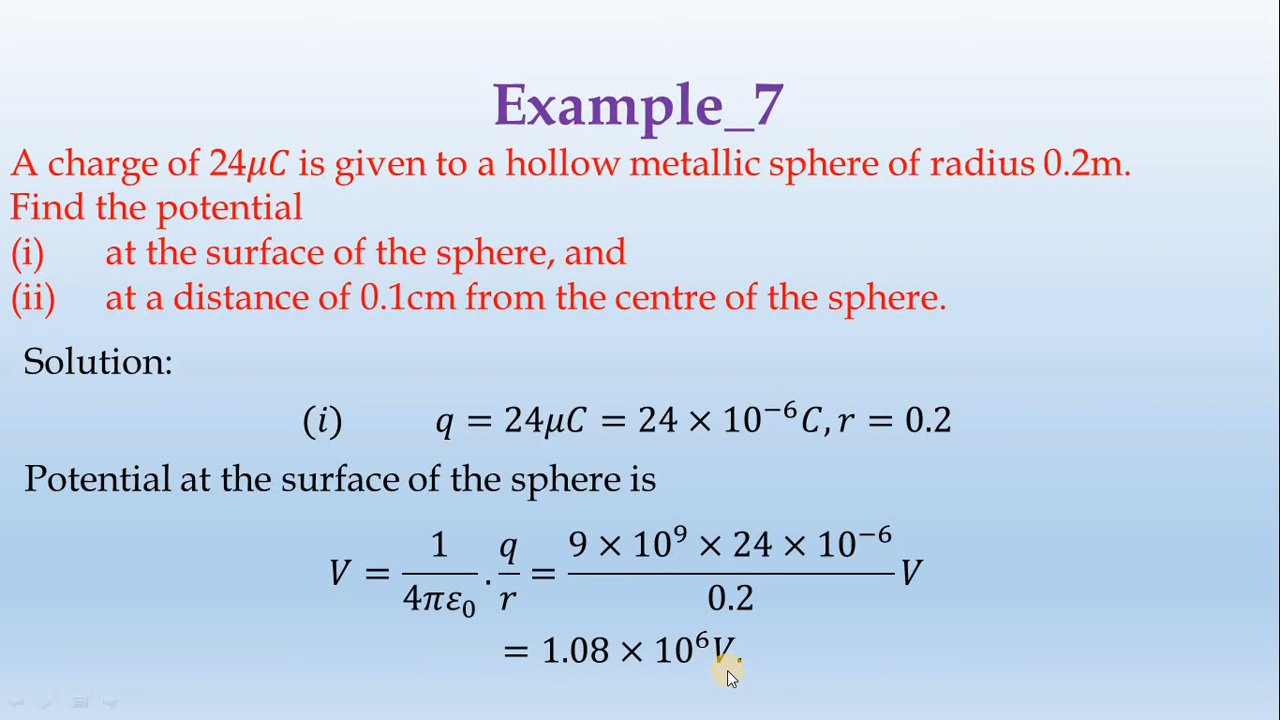 Example_7
A charge of 24μC is given to a hollow metallic sphere of radius 0.2m.
Find the potential
(i) at the surface of the sphere, and
(ii) at a distance of 0.1cm from the centre of the sphere.
Solution:
(i) q = 24μC = 24 × 10⁻⁶C, r = 0.2
Potential at the surface of the sphere is
V = 1/4πε₀ . q/r = 9 × 10⁹ × 24 × 10⁻⁶/0.2 V
= 1.08 × 10⁶V.